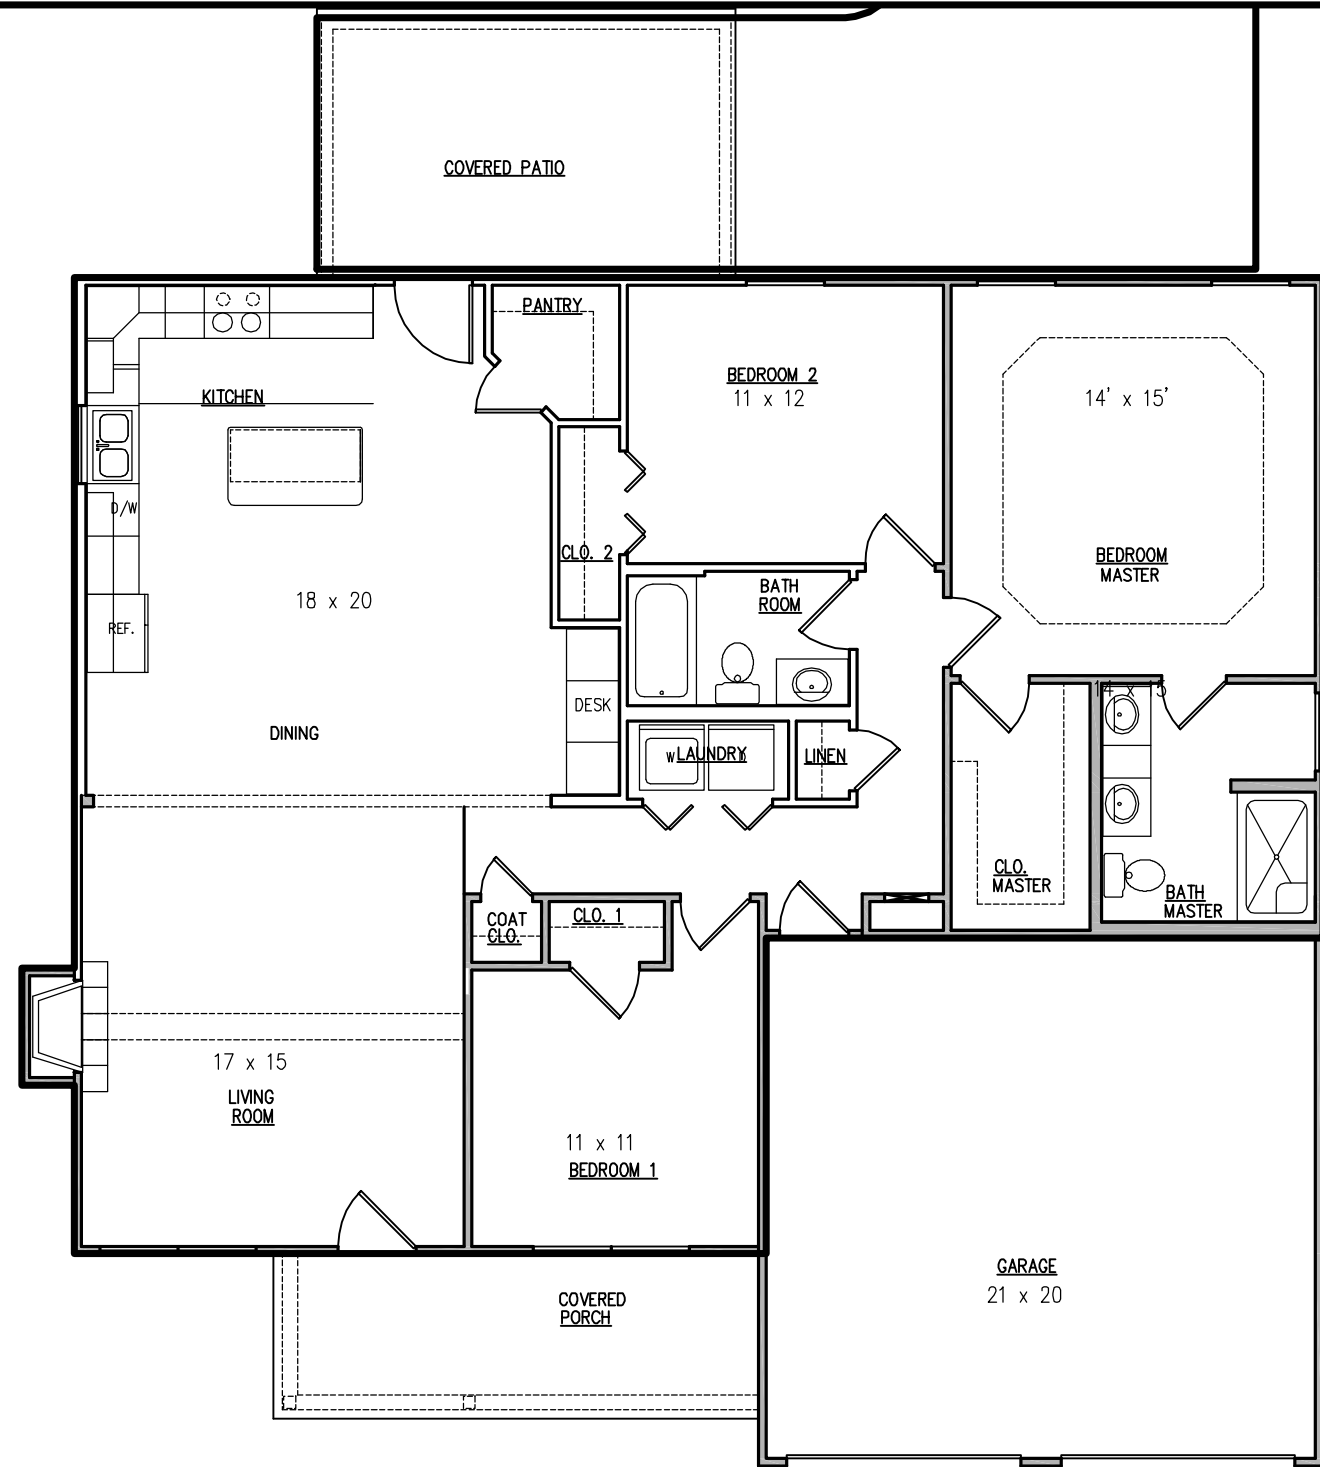 COVERED PATIO
PANTRY
BEDROOM 2
11 x 12
KITCHEN
14' x 15'
D/W
CLO. 2
BEDROOM
MASTER
BATH
ROOM
18 x 20
REF.
14 x 15
DESK
DINING
W
LAUNDRY
D
LINEN
CLO.
MASTER
BATH
MASTER
COAT
CLO.
CLO. 1
17 x 15
LIVING
ROOM
11 x 11
BEDROOM 1
GARAGE
21 x 20
COVERED
PORCH